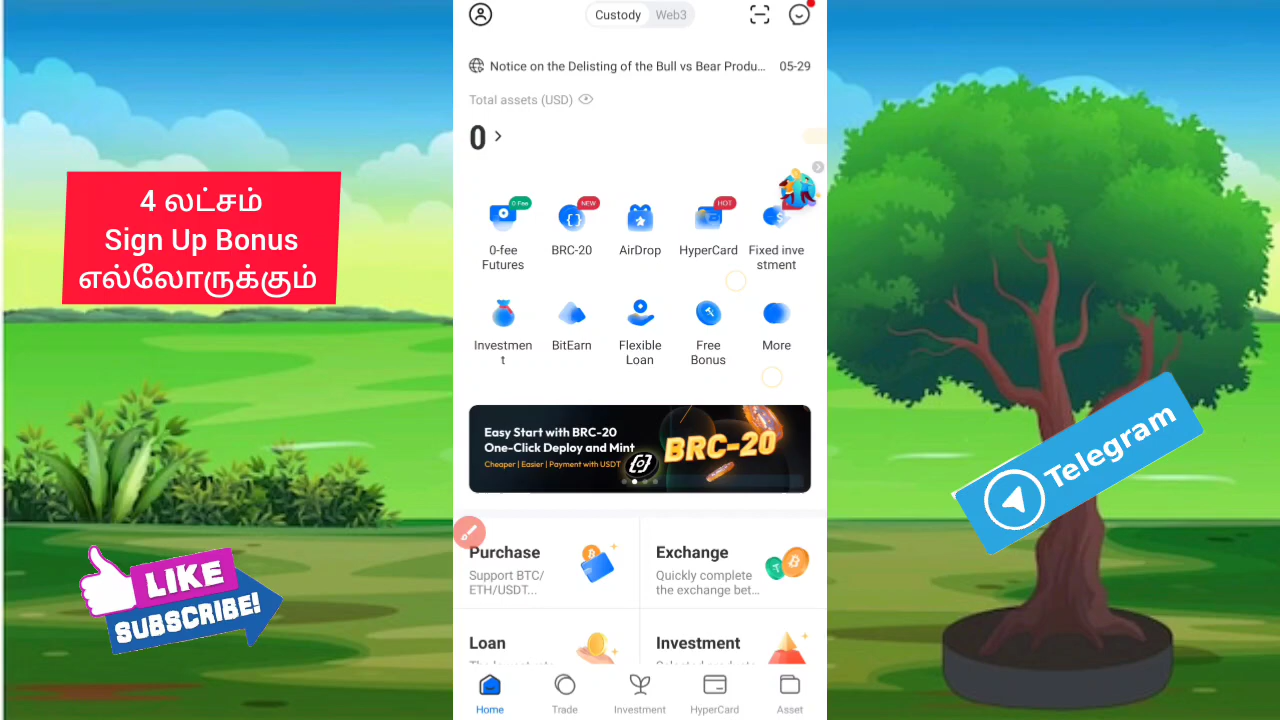 Custody Web3
Notice on the Delisting of the Bull vs Bear Produ... 05-29
Total assets (USD)
0
4 லட்சம்
Sign Up Bonus
எல்லோருக்கும்
0 Fee
NEW
HOT
0-fee
Futures
BRC-20
AirDrop
HyperCard
Fixed inve
stment
Investmen
t
BitEarn
Flexible
Loan
Free
Bonus
More
Easy Start with BRC-20
One-Click Deploy and Mint
Cheaper | Easier | Payment with USDT
BRC-20
Telegram
Purchase
Support BTC/
ETH/USDT...
Exchange
Quickly complete
the exchange bet...
LIKE
SUBSCRIBE!
Loan
Investment
Home
Trade
Investment
HyperCard
Asset